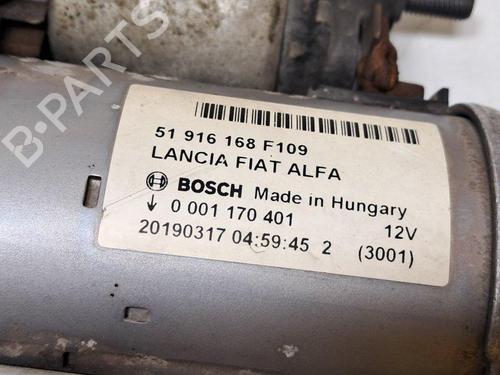 51 916 168 F109
LANCIA FIAT ALFA
BOSCH Made in Hungary
↓ 0 001 170 401 12V
20190317 04:59:45 2 (3001)
B-PARTS